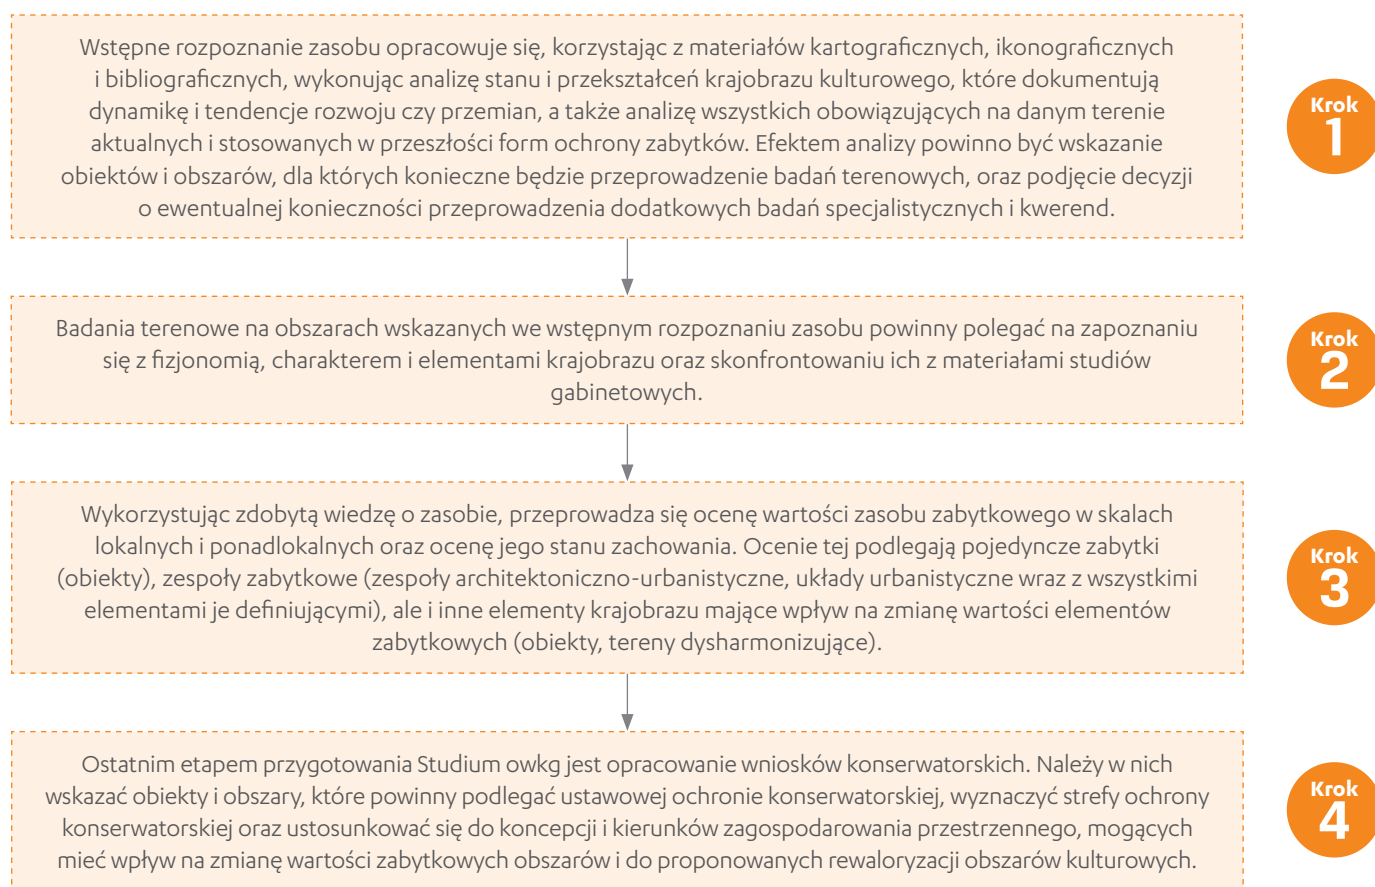 Wstępne rozpoznanie zasobu opracowuje się, korzystając z materiałów kartograficznych, ikonograficznych
i bibliograficznych, wykonując analizę stanu i przekształceń krajobrazu kulturowego, które dokumentują
dynamikę i tendencje rozwoju czy przemian, a także analizę wszystkich obowiązujących na danym terenie
aktualnych i stosowanych w przeszłości form ochrony zabytków. Efektem analizy powinno być wskazanie
obiektów i obszarów, dla których konieczne będzie przeprowadzenie badań terenowych, oraz podjęcie decyzji
o ewentualnej konieczności przeprowadzenia dodatkowych badań specjalistycznych i kwerend.
Krok
1
Badania terenowe na obszarach wskazanych we wstępnym rozpoznaniu zasobu powinny polegać na zapoznaniu
się z fizjonomią, charakterem i elementami krajobrazu oraz skonfrontowaniu ich z materiałami studiów
gabinetowych.
Krok
2
Wykorzystując zdobytą wiedzę o zasobie, przeprowadza się ocenę wartości zasobu zabytkowego w skalach
lokalnych i ponadlokalnych oraz ocenę jego stanu zachowania. Ocenie tej podlegają pojedyncze zabytki
(obiekty), zespoły zabytkowe (zespoły architektoniczno-urbanistyczne, układy urbanistyczne wraz z wszystkimi
elementami je definiującymi), ale i inne elementy krajobrazu mające wpływ na zmianę wartości elementów
zabytkowych (obiekty, tereny dysharmonizujące).
Krok
3
Ostatnim etapem przygotowania Studium owkg jest opracowanie wniosków konserwatorskich. Należy w nich
wskazać obiekty i obszary, które powinny podlegać ustawowej ochronie konserwatorskiej, wyznaczyć strefy ochrony
konserwatorskiej oraz ustosunkować się do koncepcji i kierunków zagospodarowania przestrzennego, mogących
mieć wpływ na zmianę wartości zabytkowych obszarów i do proponowanych rewaloryzacji obszarów kulturowych.
Krok
4